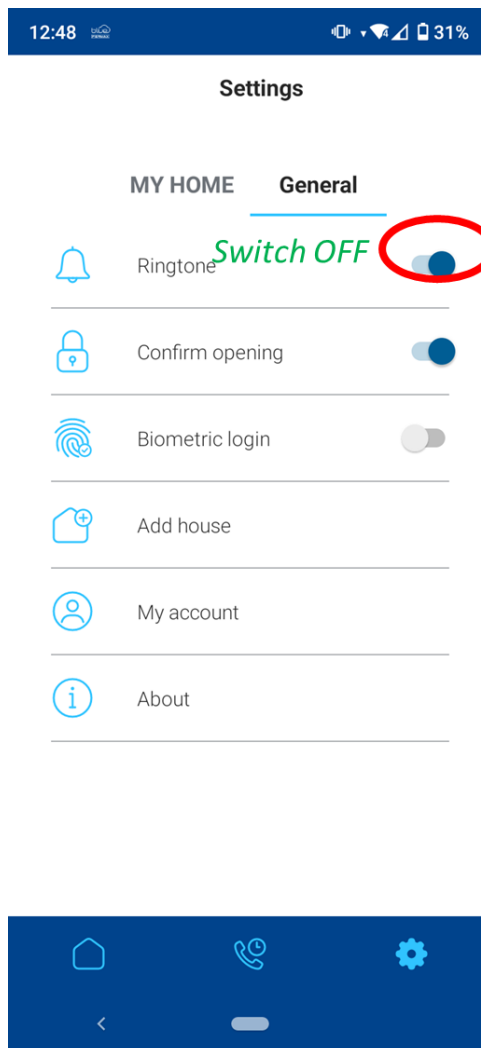 12:48
31%
Settings
MY HOME General
Ringtone Switch OFF
Confirm opening
Biometric login
Add house
My account
About